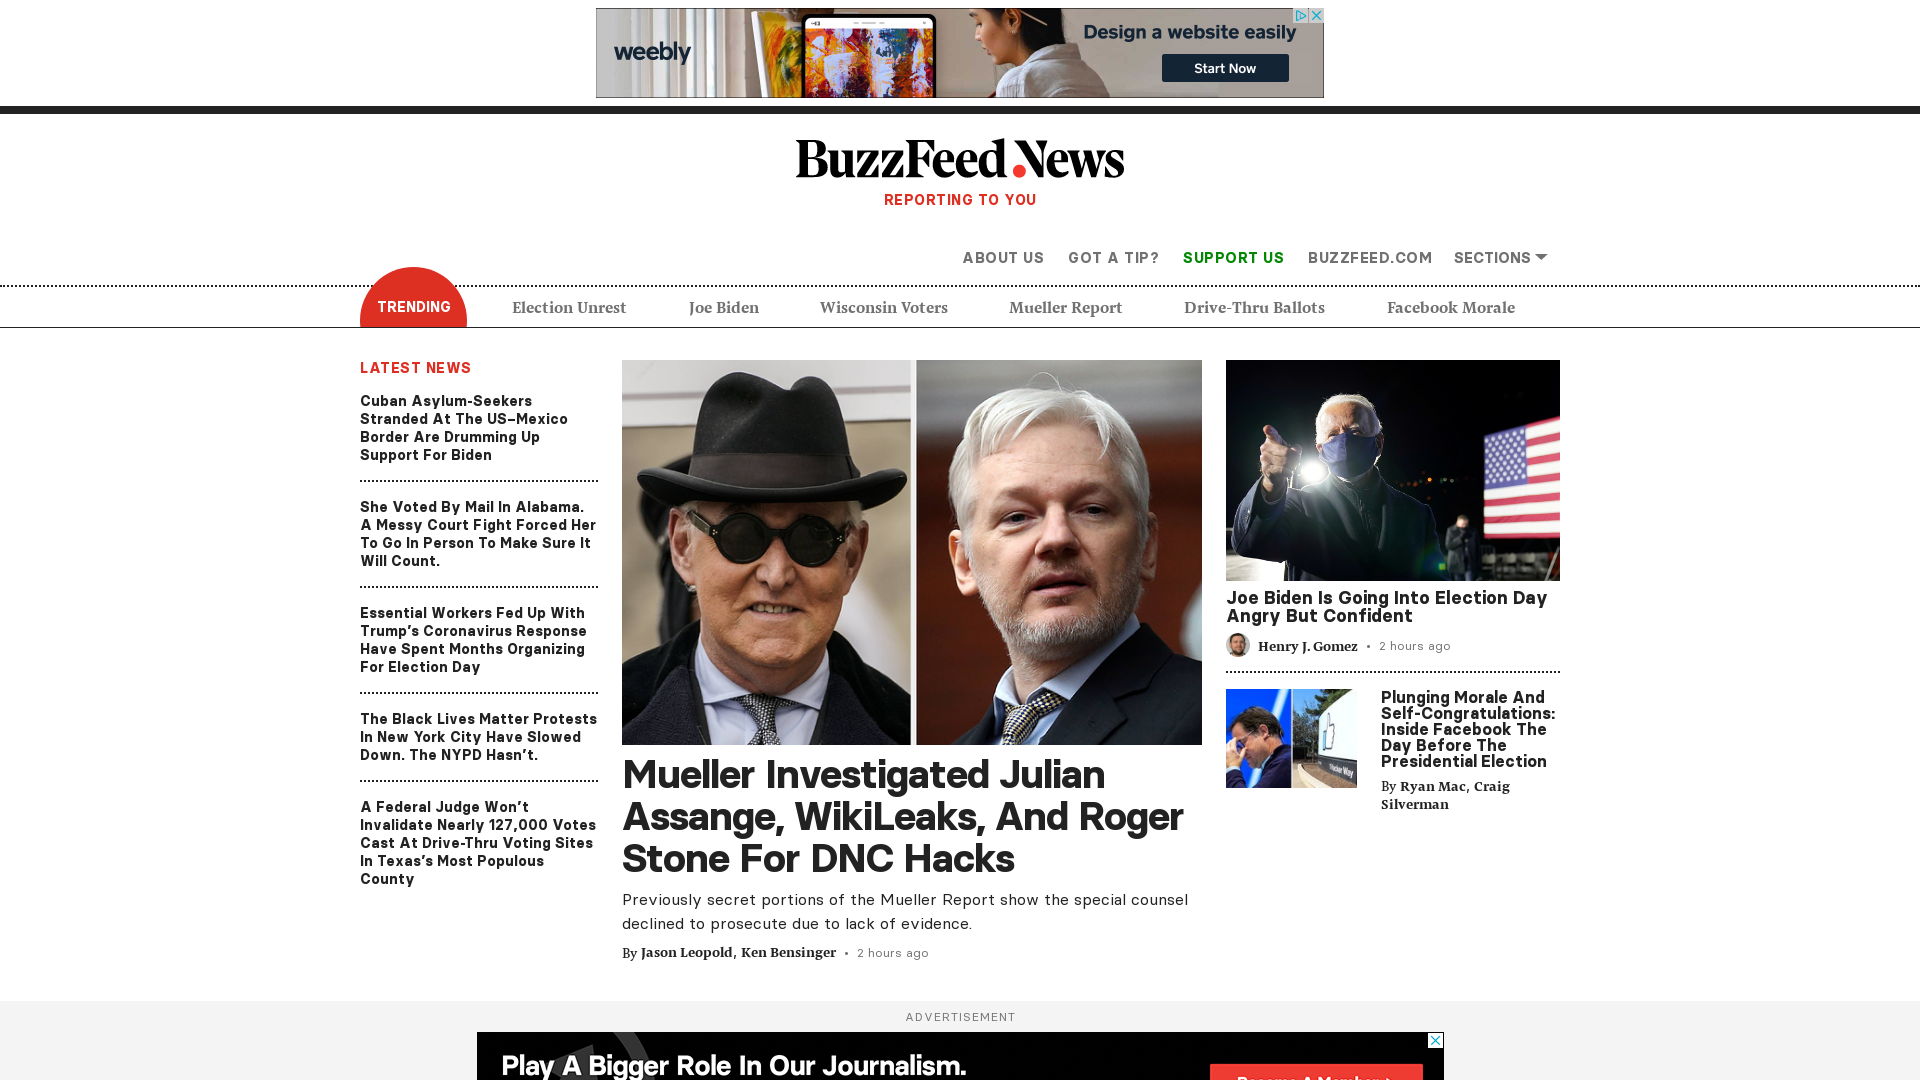 weebly
Design a website easily
Start Now
BuzzFeed News
REPORTING TO YOU
ABOUT US
GOT A TIP?
SUPPORT US
BUZZFEED.COM
SECTIONS
TRENDING
Election Unrest
Joe Biden
Wisconsin Voters
Mueller Report
Drive-Thru Ballots
Facebook Morale
LATEST NEWS
Cuban Asylum-Seekers
Stranded At The US–Mexico
Border Are Drumming Up
Support For Biden
She Voted By Mail In Alabama.
A Messy Court Fight Forced Her
To Go In Person To Make Sure It
Will Count.
Essential Workers Fed Up With
Trump’s Coronavirus Response
Have Spent Months Organizing
For Election Day
The Black Lives Matter Protests
In New York City Have Slowed
Down. The NYPD Hasn’t.
A Federal Judge Won’t
Invalidate Nearly 127,000 Votes
Cast At Drive-Thru Voting Sites
In Texas’s Most Populous
County
Mueller Investigated Julian
Assange, WikiLeaks, And Roger
Stone For DNC Hacks
Previously secret portions of the Mueller Report show the special counsel
declined to prosecute due to lack of evidence.
By Jason Leopold, Ken Bensinger • 2 hours ago
Joe Biden Is Going Into Election Day
Angry But Confident
Henry J. Gomez • 2 hours ago
Plunging Morale And
Self-Congratulations:
Inside Facebook The
Day Before The
Presidential Election
By Ryan Mac, Craig
Silverman
ADVERTISEMENT
Play A Bigger Role In Our Journalism.
Become A Member